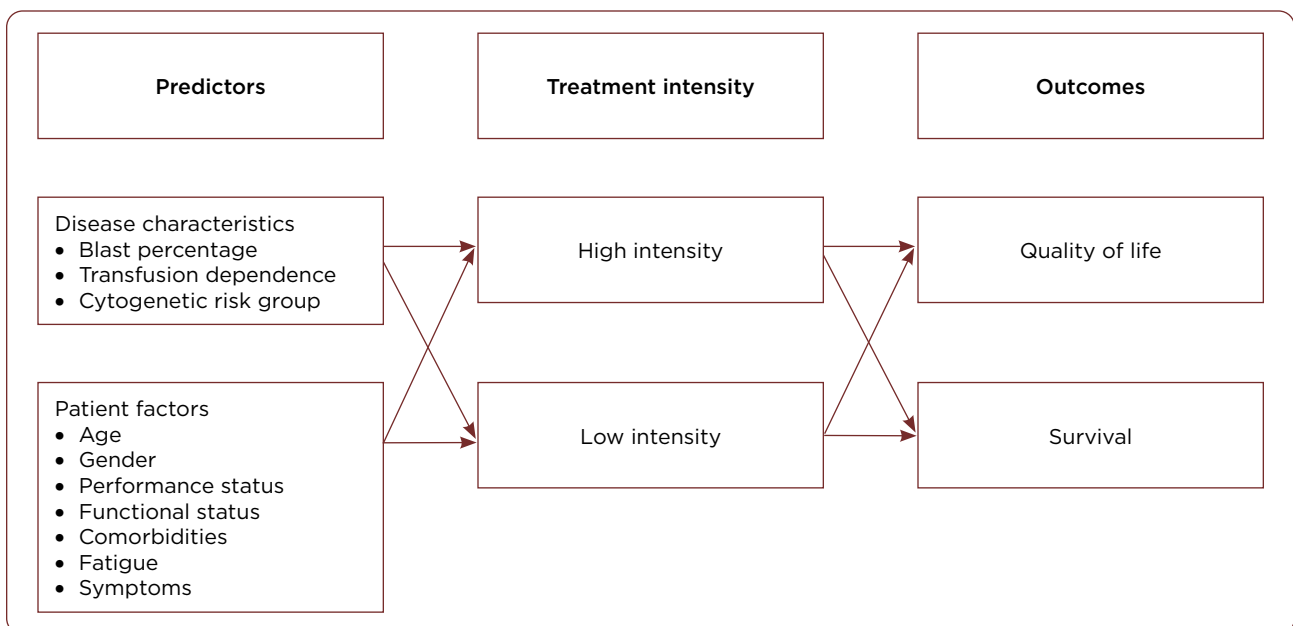 Predictors
Treatment intensity
Outcomes
Disease characteristics
• Blast percentage
• Transfusion dependence
• Cytogenetic risk group
High intensity
Quality of life
Patient factors
• Age
• Gender
• Performance status
• Functional status
• Comorbidities
• Fatigue
• Symptoms
Low intensity
Survival